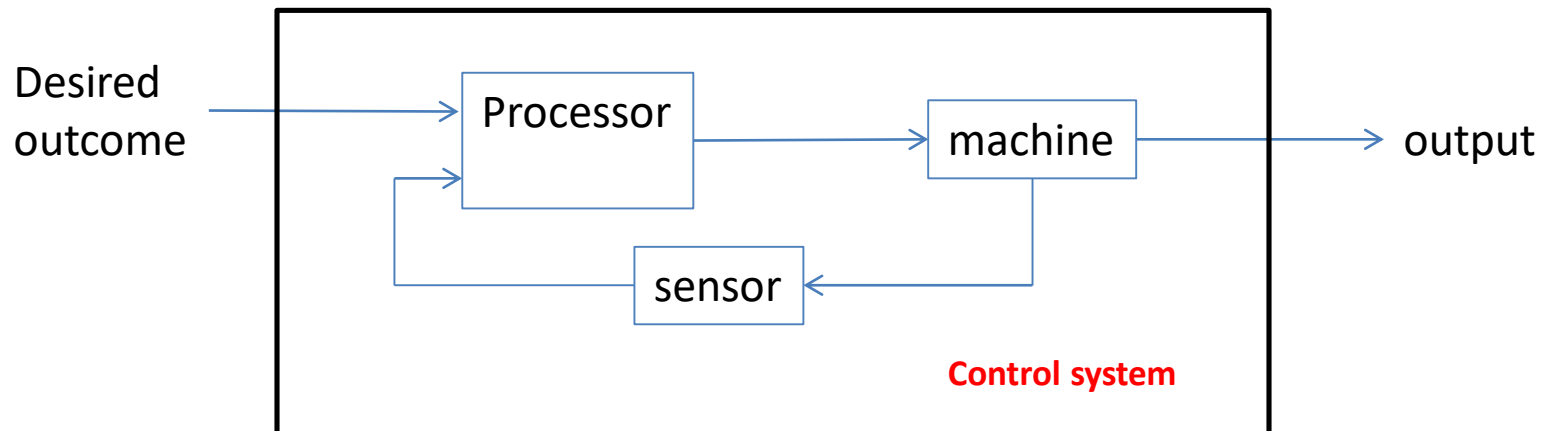 Desired
outcome
Processor
machine
output
sensor
Control system